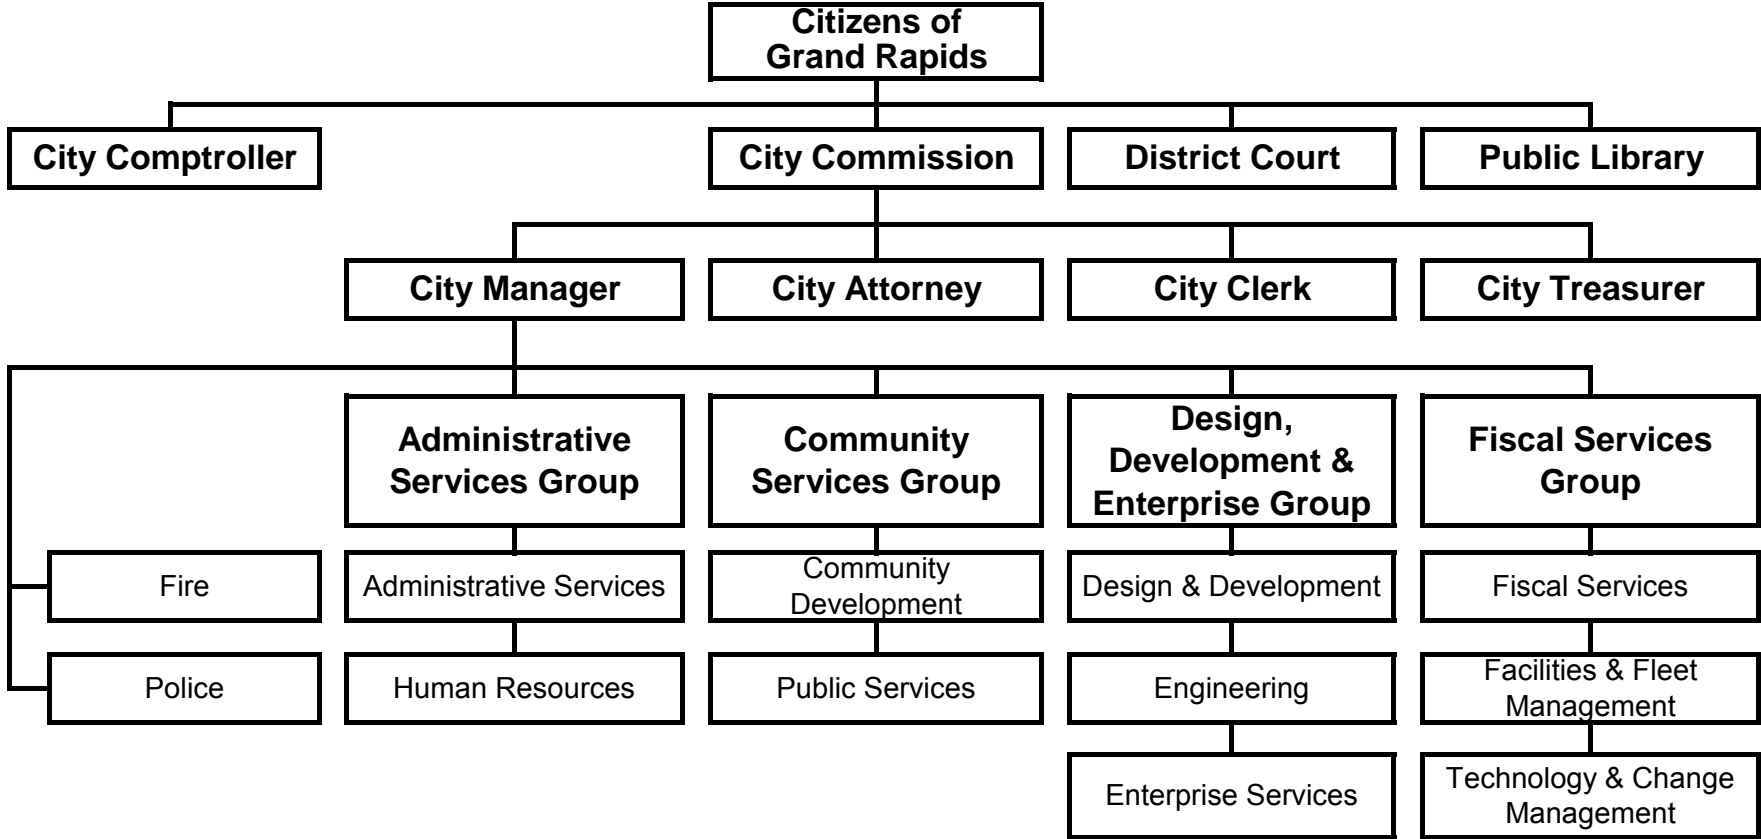 Citizens of
Grand Rapids
City Comptroller
City Commission
District Court
Public Library
City Manager
City Attorney
City Clerk
City Treasurer
Administrative
Services Group
Community
Services Group
Design,
Development &
Enterprise Group
Fiscal Services
Group
Fire
Administrative Services
Community
Development
Design & Development
Fiscal Services
Police
Human Resources
Public Services
Engineering
Facilities & Fleet
Management
Enterprise Services
Technology & Change
Management